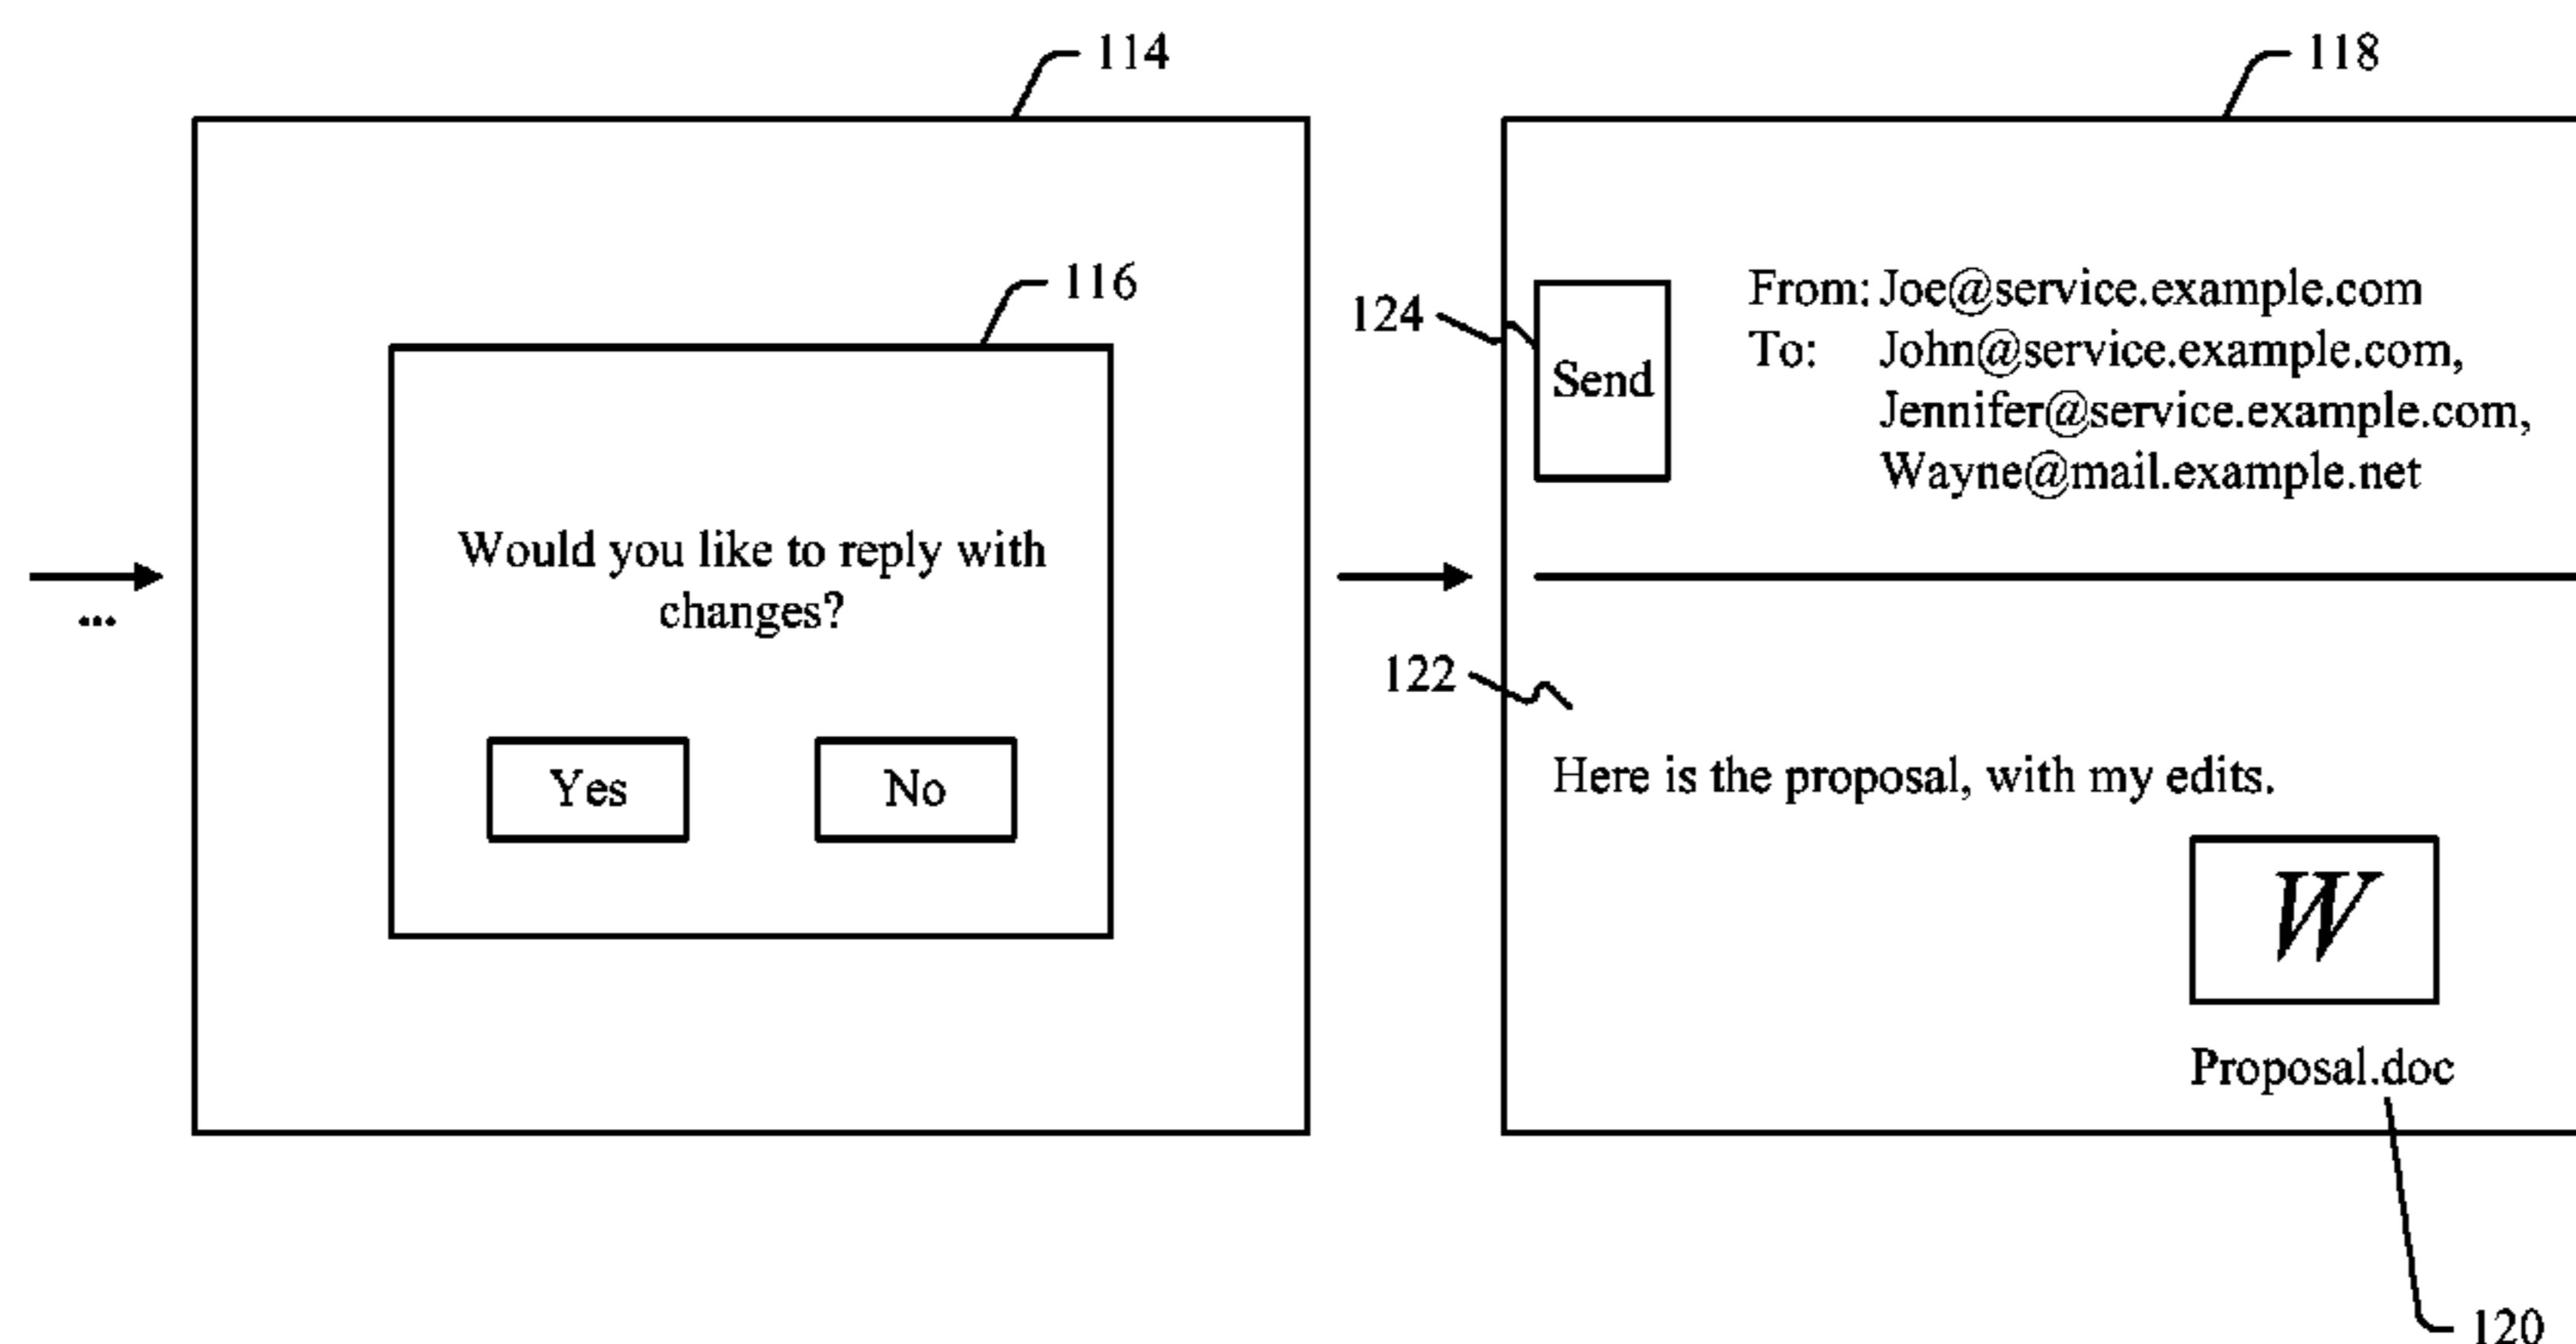 114
116
Would you like to reply with
changes?
Yes No
...
118
124
Send
From: Joe@service.example.com
To: John@service.example.com,
Jennifer@service.example.com,
Wayne@mail.example.net
122
Here is the proposal, with my edits.
W
Proposal.doc
120